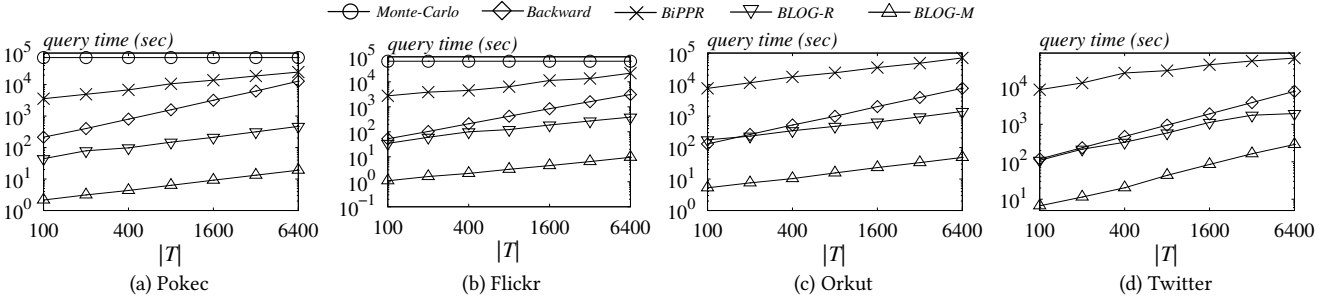 Monte-Carlo Backward BiPPR BLOG-R BLOG-M
query time (sec)
10^5
10^4
10^3
10^2
10^1
10^0
100 400 1600 6400
|T|
(a) Pokec
query time (sec)
10^5
10^4
10^3
10^2
10^1
10^0
10^−1
100 400 1600 6400
|T|
(b) Flickr
query time (sec)
10^5
10^4
10^3
10^2
10^1
10^0
100 400 1600 6400
|T|
(c) Orkut
query time (sec)
10^4
10^3
10^2
10^1
100 400 1600 6400
|T|
(d) Twitter